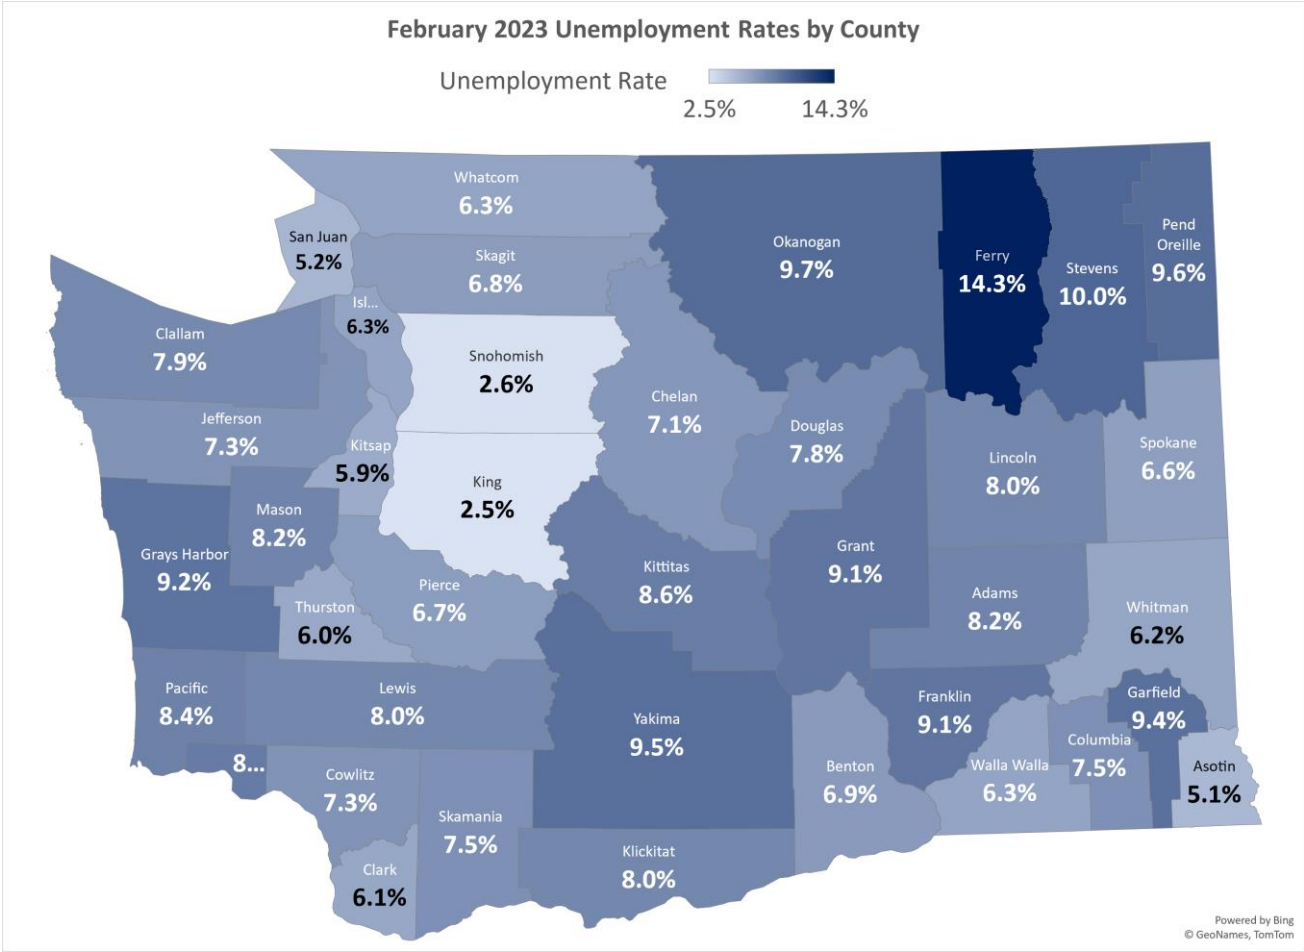 February 2023 Unemployment Rates by County
Unemployment Rate
2.5%
14.3%
Whatcom
6.3%
San Juan
5.2%
Skagit
6.8%
Okanogan
9.7%
Ferry
14.3%
Stevens
10.0%
Pend
Oreille
9.6%
Isl...
6.3%
Clallam
7.9%
Snohomish
2.6%
Chelan
7.1%
Jefferson
7.3%
Kitsap
5.9%
Douglas
7.8%
Lincoln
8.0%
Spokane
6.6%
King
2.5%
Mason
8.2%
Grays Harbor
9.2%
Grant
9.1%
Kittitas
8.6%
Pierce
6.7%
Adams
8.2%
Thurston
6.0%
Whitman
6.2%
Pacific
8.4%
Lewis
8.0%
Yakima
9.5%
Franklin
9.1%
Garfield
9.4%
Columbia
7.5%
8...
Cowlitz
7.3%
Benton
6.9%
Walla Walla
6.3%
Asotin
5.1%
Skamania
7.5%
Klickitat
8.0%
Clark
6.1%
Powered by Bing
© GeoNames, TomTom